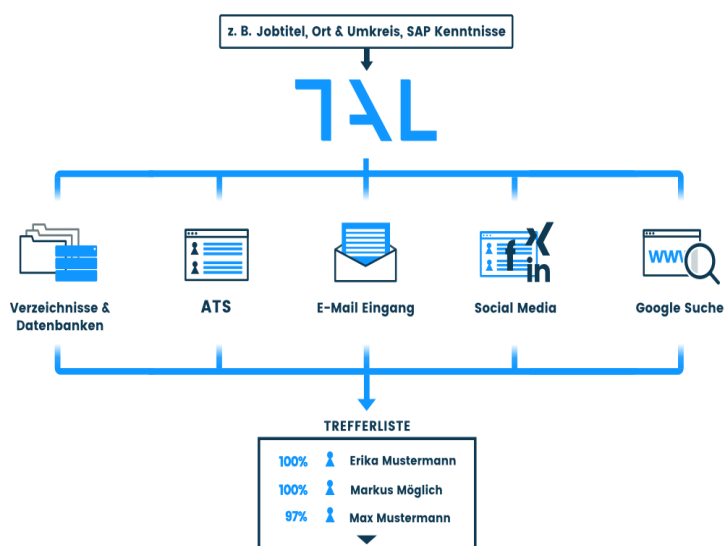 z. B. Jobtitel, Ort & Umkreis, SAP Kenntnisse
TAL
WWW
f
in
Verzeichnisse &
Datenbanken
ATS
E-Mail Eingang
Social Media
Google Suche
TREFFERLISTE
100% Erika Mustermann
100% Markus Möglich
97% Max Mustermann